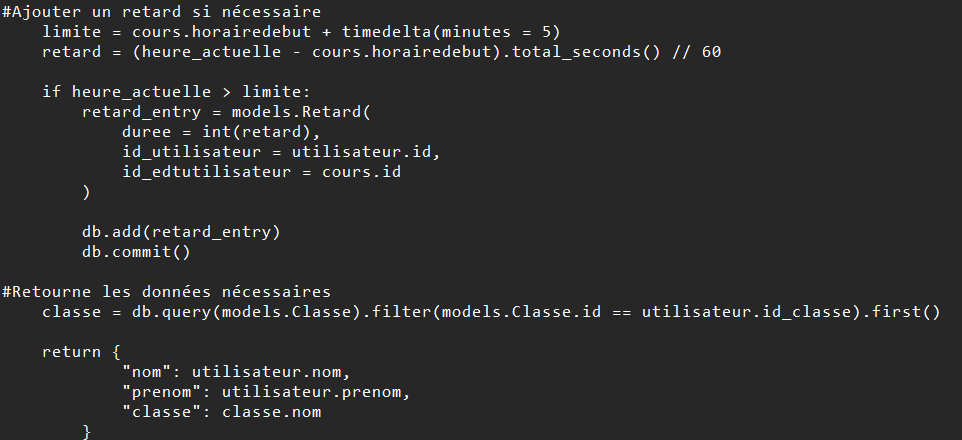 #Ajouter un retard si nécessaire
    limite = cours.horairedebut + timedelta(minutes = 5)
    retard = (heure_actuelle - cours.horairedebut).total_seconds() // 60

    if heure_actuelle > limite:
        retard_entry = models.Retard(
            duree = int(retard),
            id_utilisateur = utilisateur.id,
            id_edtutilisateur = cours.id
        )

        db.add(retard_entry)
        db.commit()

#Retourne les données nécessaires
    classe = db.query(models.Classe).filter(models.Classe.id == utilisateur.id_classe).first()

    return {
            "nom": utilisateur.nom,
            "prenom": utilisateur.prenom,
            "classe": classe.nom
        }